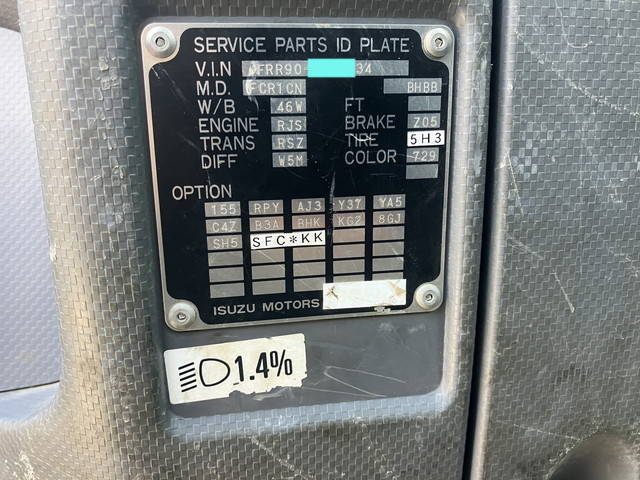 SERVICE PARTS ID PLATE
V.I.N FRR90- 34
M.D. FCR1CN BHBB
W/B 46W FT
ENGINE RJS BRAKE Z05
TRANS RSZ TIRE 5H3
DIFF W5M COLOR 729
OPTION
155 RPY AJ3 Y37 YA5
C47 B3A BHK KGZ 8GJ
SH5 SFC*KK
ISUZU MOTORS
1.4%